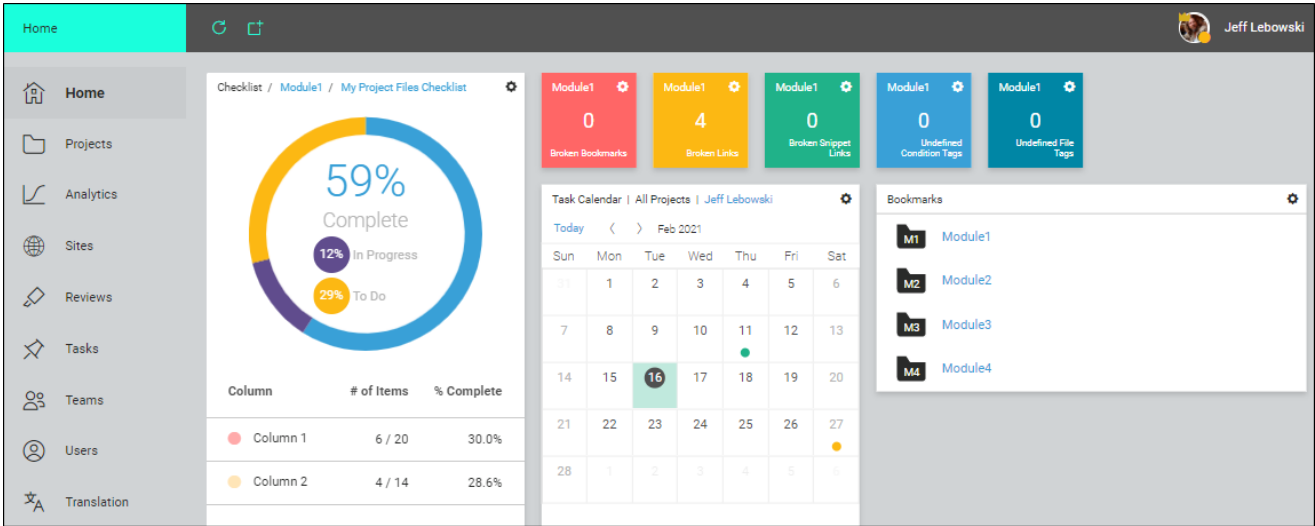 Home
Jeff Lebowski
Home
Projects
Analytics
Sites
Reviews
Tasks
Teams
Users
Translation
Checklist / Module1 / My Project Files Checklist
59%
Complete
12% In Progress
29% To Do
Column # of Items % Complete
Column 1 6 / 20 30.0%
Column 2 4 / 14 28.6%
Module1
0
Broken Bookmarks
Module1
4
Broken Links
Module1
0
Broken Snippet
Links
Module1
0
Undefined
Condition Tags
Module1
0
Undefined File
Tags
Task Calendar | All Projects | Jeff Lebowski
Today 〈 〉 Feb 2021
Sun Mon Tue Wed Thu Fri Sat
31 1 2 3 4 5 6
7 8 9 10 11 12 13
14 15 16 17 18 19 20
21 22 23 24 25 26 27
28 1 2 3 4 5 6
Bookmarks
M1 Module1
M2 Module2
M3 Module3
M4 Module4